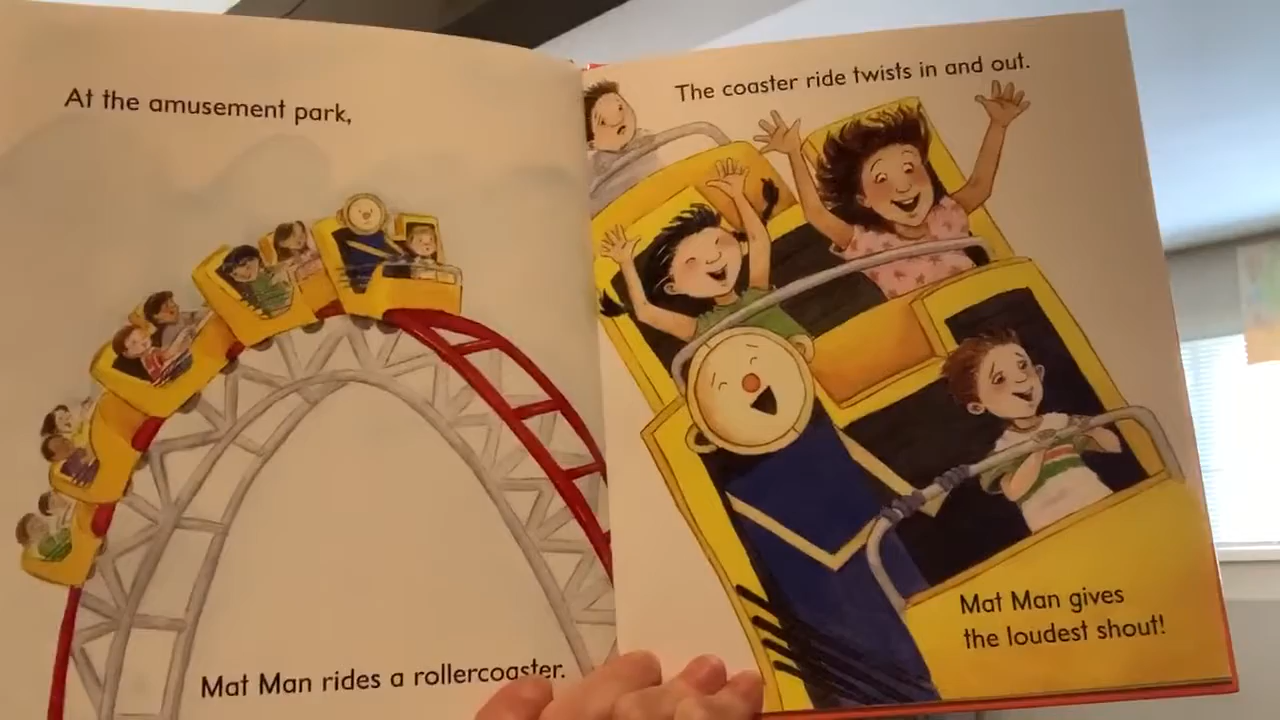 At the amusement park,
Mat Man rides a rollercoaster.
The coaster ride twists in and out.
Mat Man gives
the loudest shout!